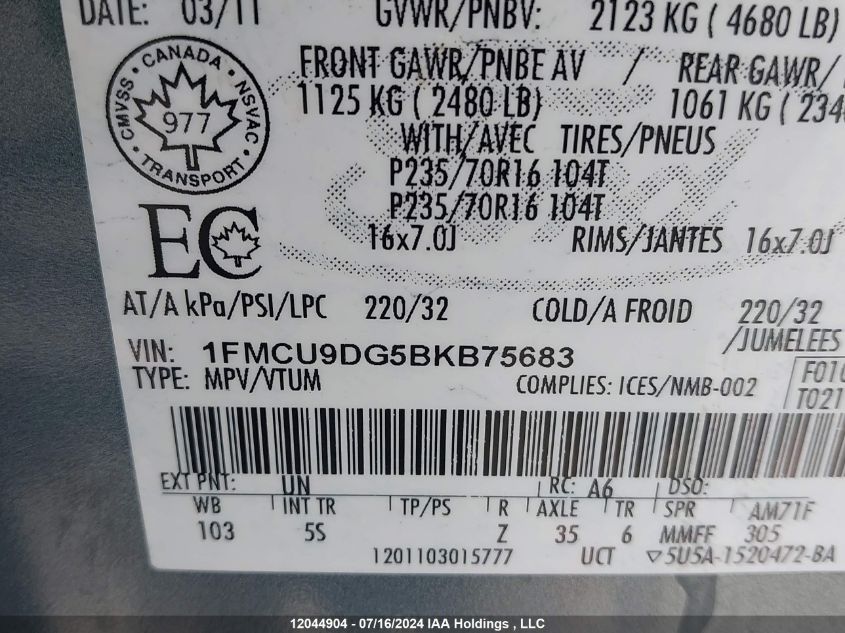 DATE: 03/11 GVWR/PNBV: 2123 KG ( 4680 LB)
FRONT GAWR/PNBE AV / REAR GAWR/
1125 KG ( 2480 LB) 1061 KG ( 234
WITH/AVEC TIRES/PNEUS
P235/70R16 104T
P235/70R16 104T
16x7.0J RIMS/JANTES 16x7.0J
CMVSS • CANADA • NSVAC
977
TRANSPORT
EC
AT/A kPa/PSI/LPC 220/32 COLD/A FROID 220/32
/JUMELEES
VIN: 1FMCU9DG5BKB75683
TYPE: MPV/VTUM COMPLIES: ICES/NMB-002
F010
T021
EXT PNT: UN RC: A6 DSO:
WB INT TR TP/PS R AXLE TR SPR AM71F
103 5S Z 35 6 MMFF 305
1201103015777 UCT ▽5U5A-1520472-BA
12044904 - 07/16/2024 IAA Holdings , LLC